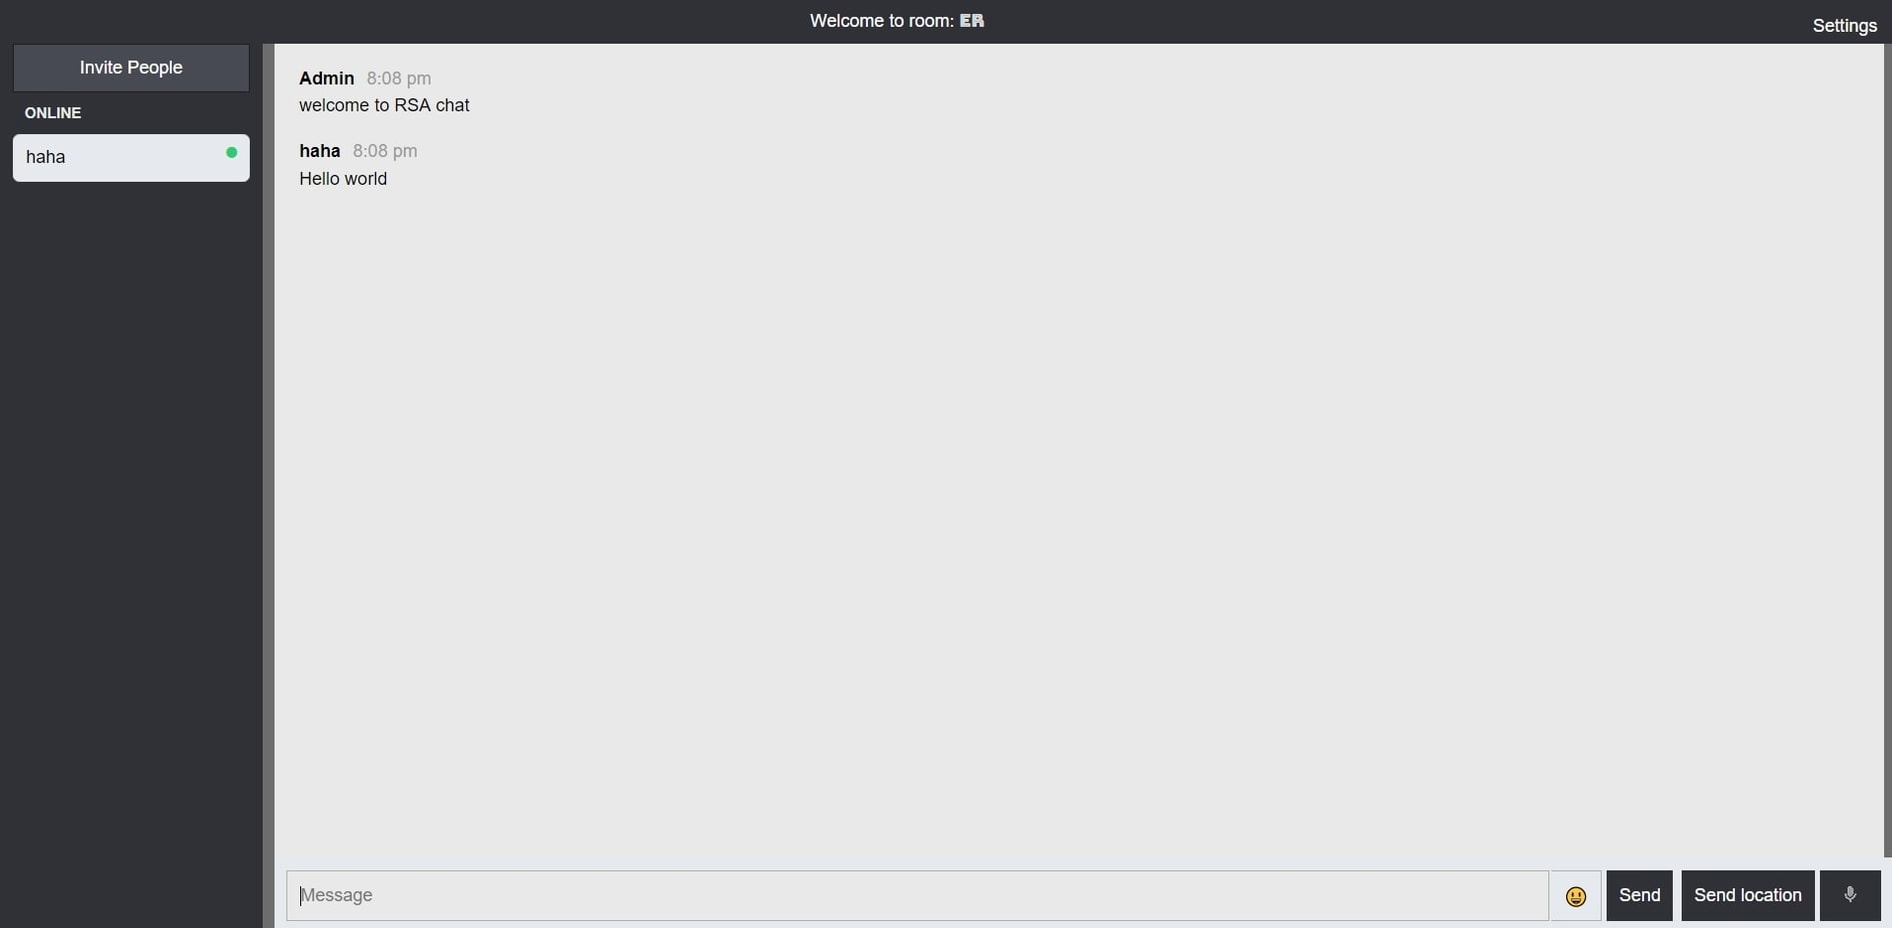 Welcome to room: ER
Settings
Invite People
ONLINE
haha
Admin 8:08 pm
welcome to RSA chat
haha 8:08 pm
Hello world
Message
Send
Send location